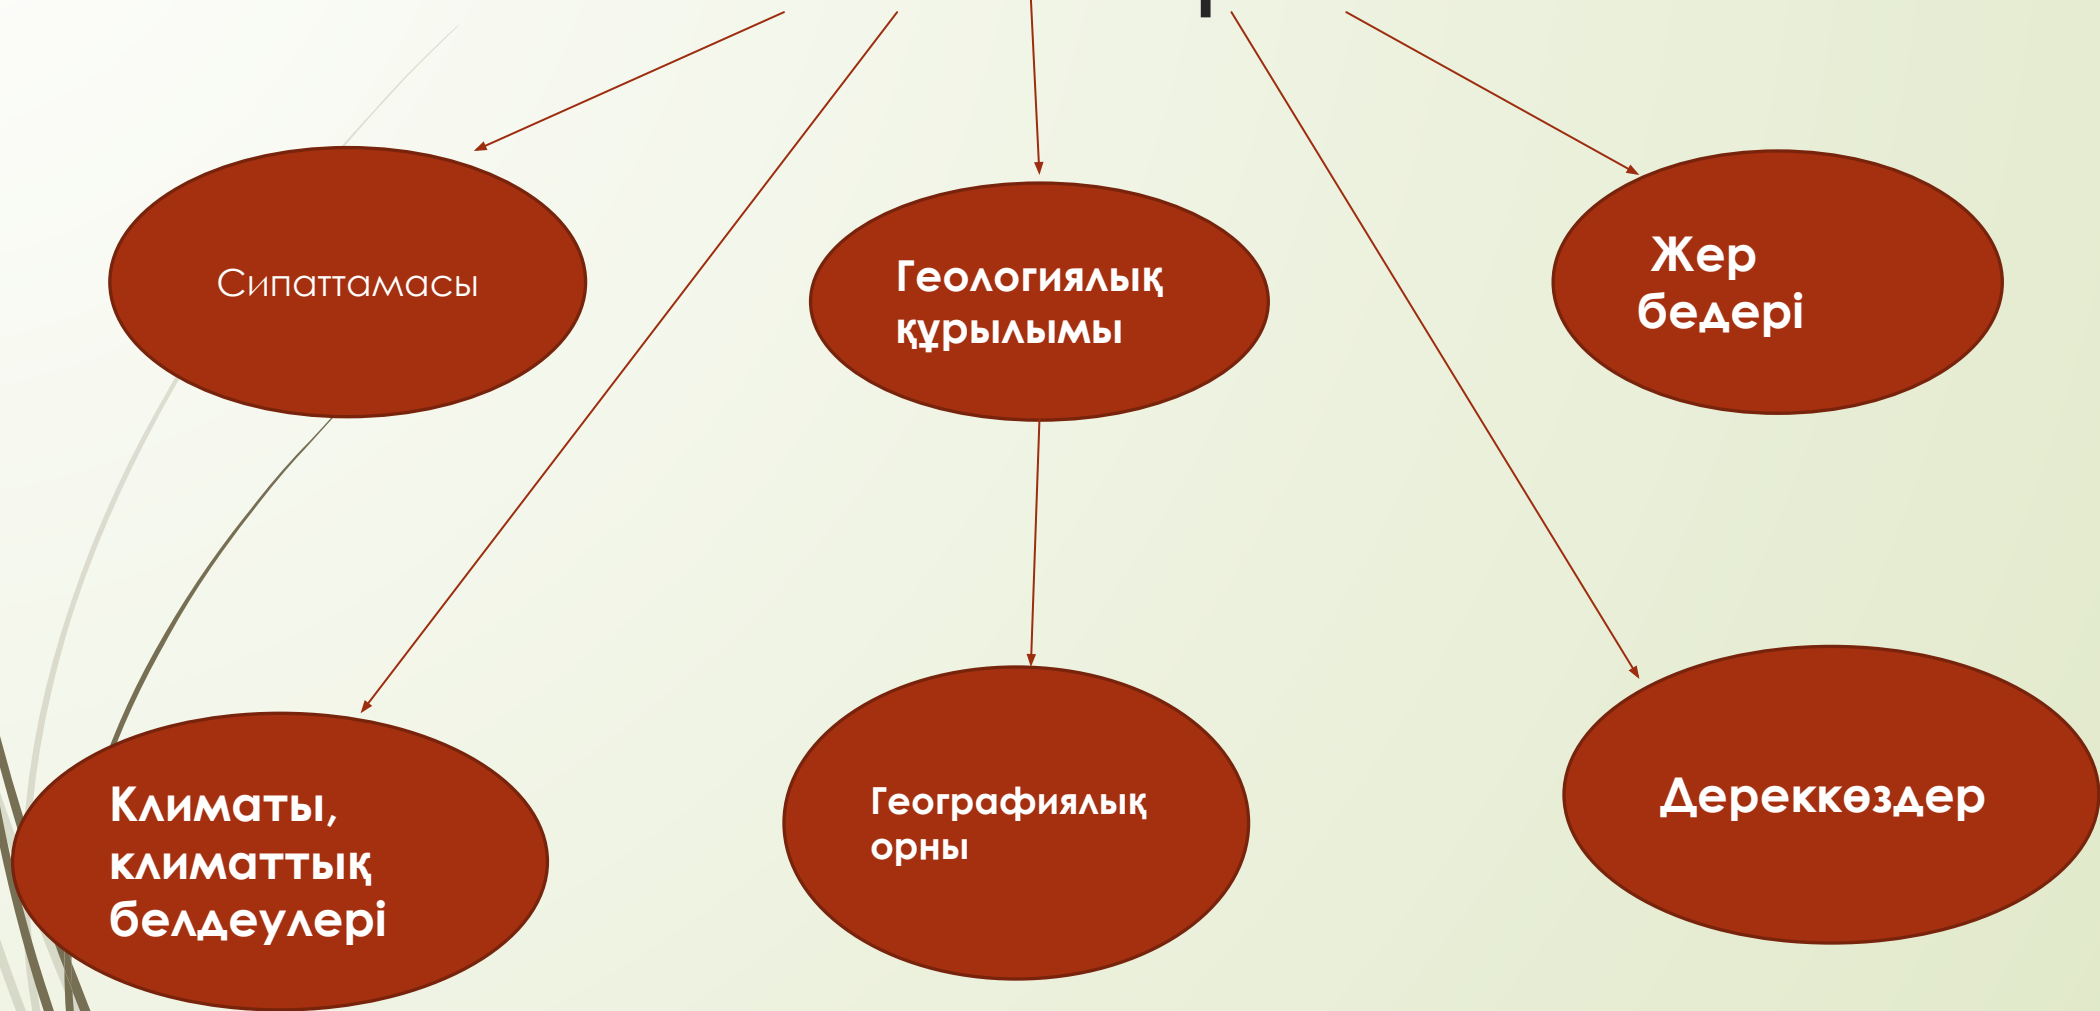 Сипаттамасы
Геологиялық
құрылымы
Жер
бедері
Климаты,
климаттық
белдеулері
Географиялық
орны
Дереккөздер